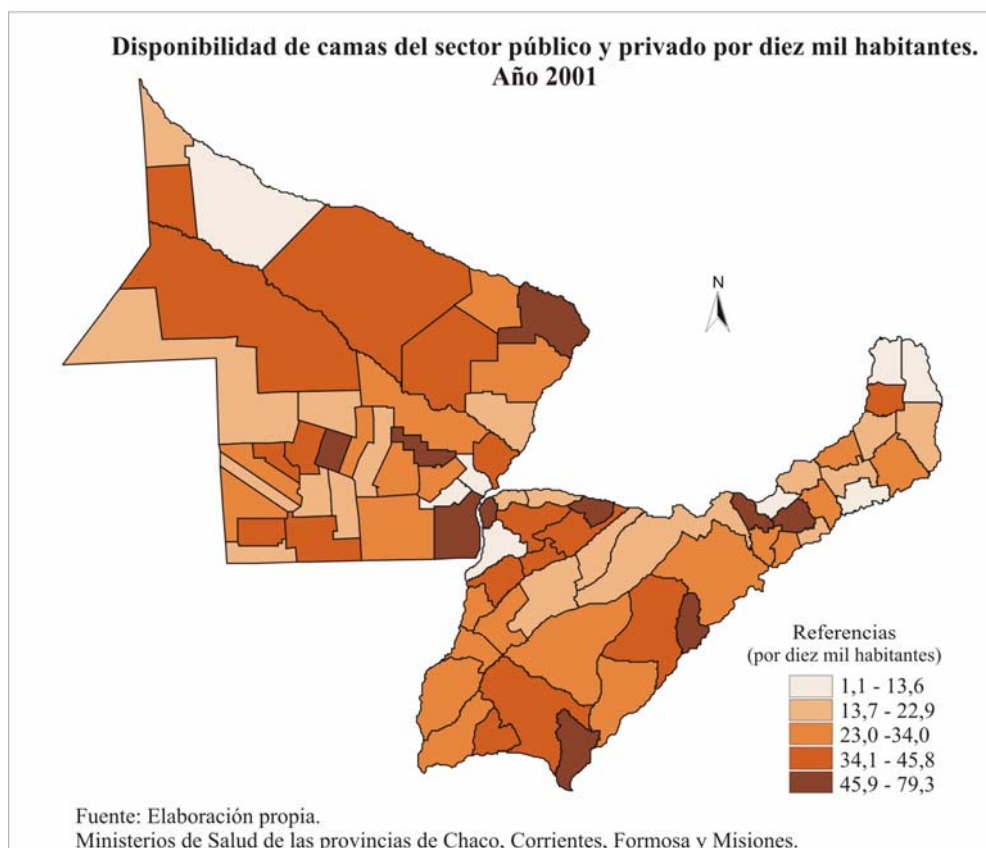 Disponibilidad de camas del sector público y privado por diez mil habitantes.
Año 2001
N
Referencias
(por diez mil habitantes)
1,1 - 13,6
13,7 - 22,9
23,0 -34,0
34,1 - 45,8
45,9 - 79,3
Fuente: Elaboración propia.
Ministerios de Salud de las provincias de Chaco, Corrientes, Formosa y Misiones.